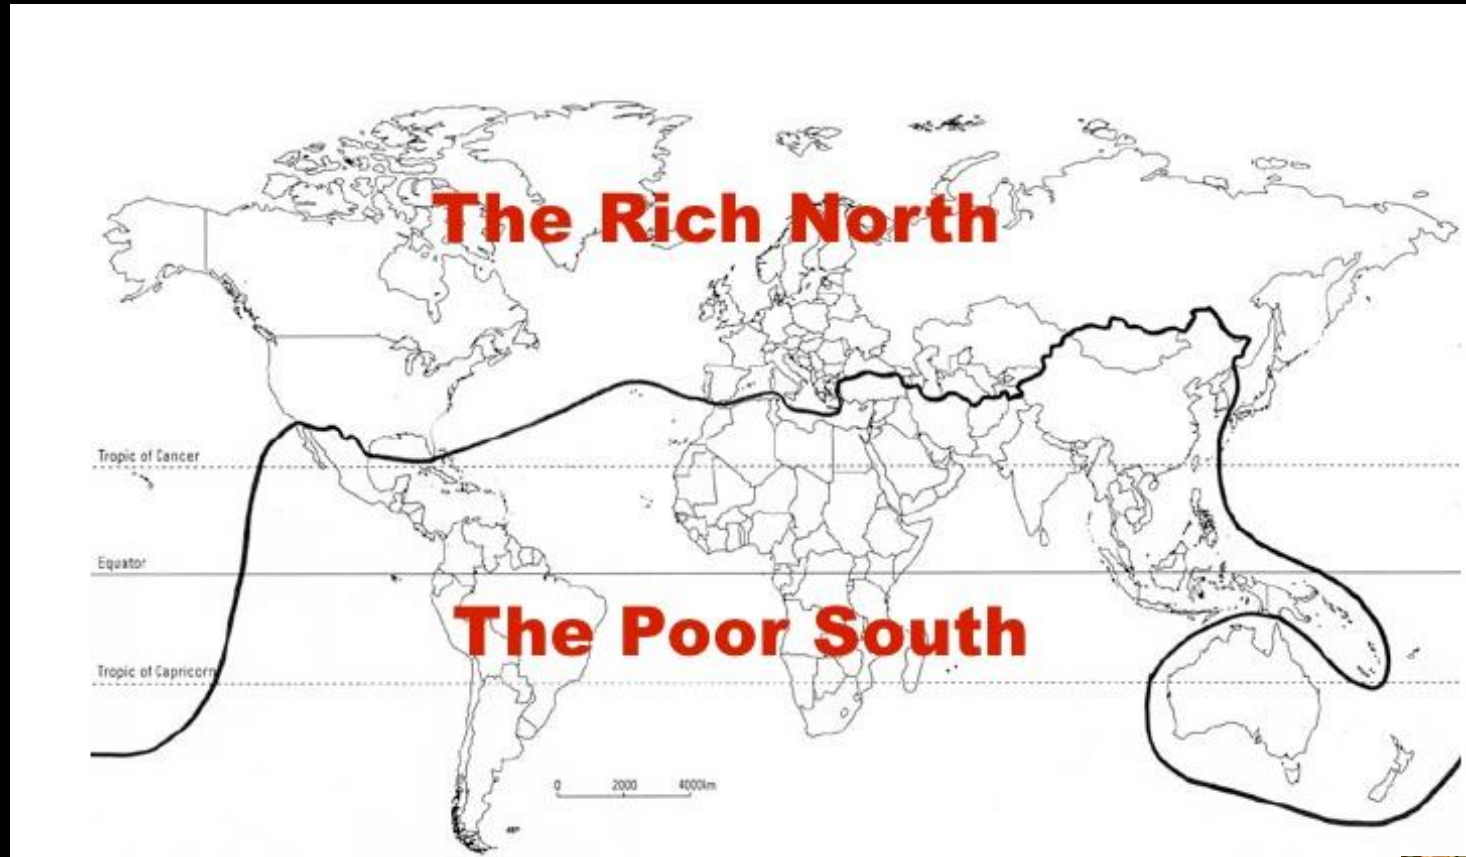 The Rich North
Tropic of Cancer
Equator
The Poor South
Tropic of Capricorn
0 2000 4000km